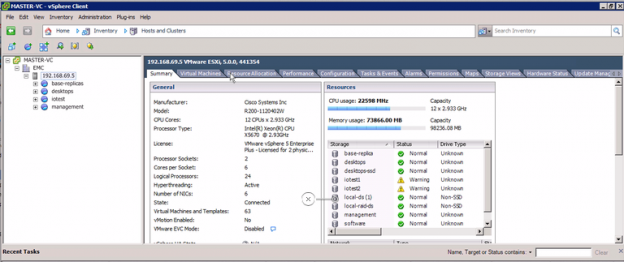 MASTER-VC - vSphere Client
File Edit View Inventory Administration Plug-ins Help
Home Inventory Hosts and Clusters Search Inventory
MASTER-VC
EMC
192.168.69.5
base-replicas
desktops
iotest
management
192.168.69.5 VMware ESXi, 5.0.0, 441354
Summary Virtual Machines Resource Allocation Performance Configuration Tasks & Events Alarms Permissions Maps Storage Views Hardware Status Update Manag
General
Manufacturer: Cisco Systems Inc
Model: R200-1120402W
CPU Cores: 12 CPUs x 2.933 GHz
Processor Type: Intel(R) Xeon(R) CPU
X5670 @ 2.93GHz
License: VMware vSphere 5 Enterprise
Plus - Licensed for 2 physic...
Processor Sockets: 2
Cores per Socket: 6
Logical Processors: 24
Hyperthreading: Active
Number of NICs: 6
State: Connected
Virtual Machines and Templates: 63
vMotion Enabled: No
VMware EVC Mode: Disabled
Resources
CPU usage: 22598 MHz Capacity
12 x 2.933 GHz
Memory usage: 73866.00 MB Capacity
98236.08 MB
Storage Status Drive Type
base-replica Normal Unknown
desktops Normal Unknown
desktops-ssd Normal Unknown
iotest1 Warning Unknown
iotest2 Warning Unknown
local-ds (1) Normal Non-SSD
local-raid-ds Normal Non-SSD
management Normal Unknown
software Normal Unknown
Recent Tasks Name, Target or Status contains: Clear